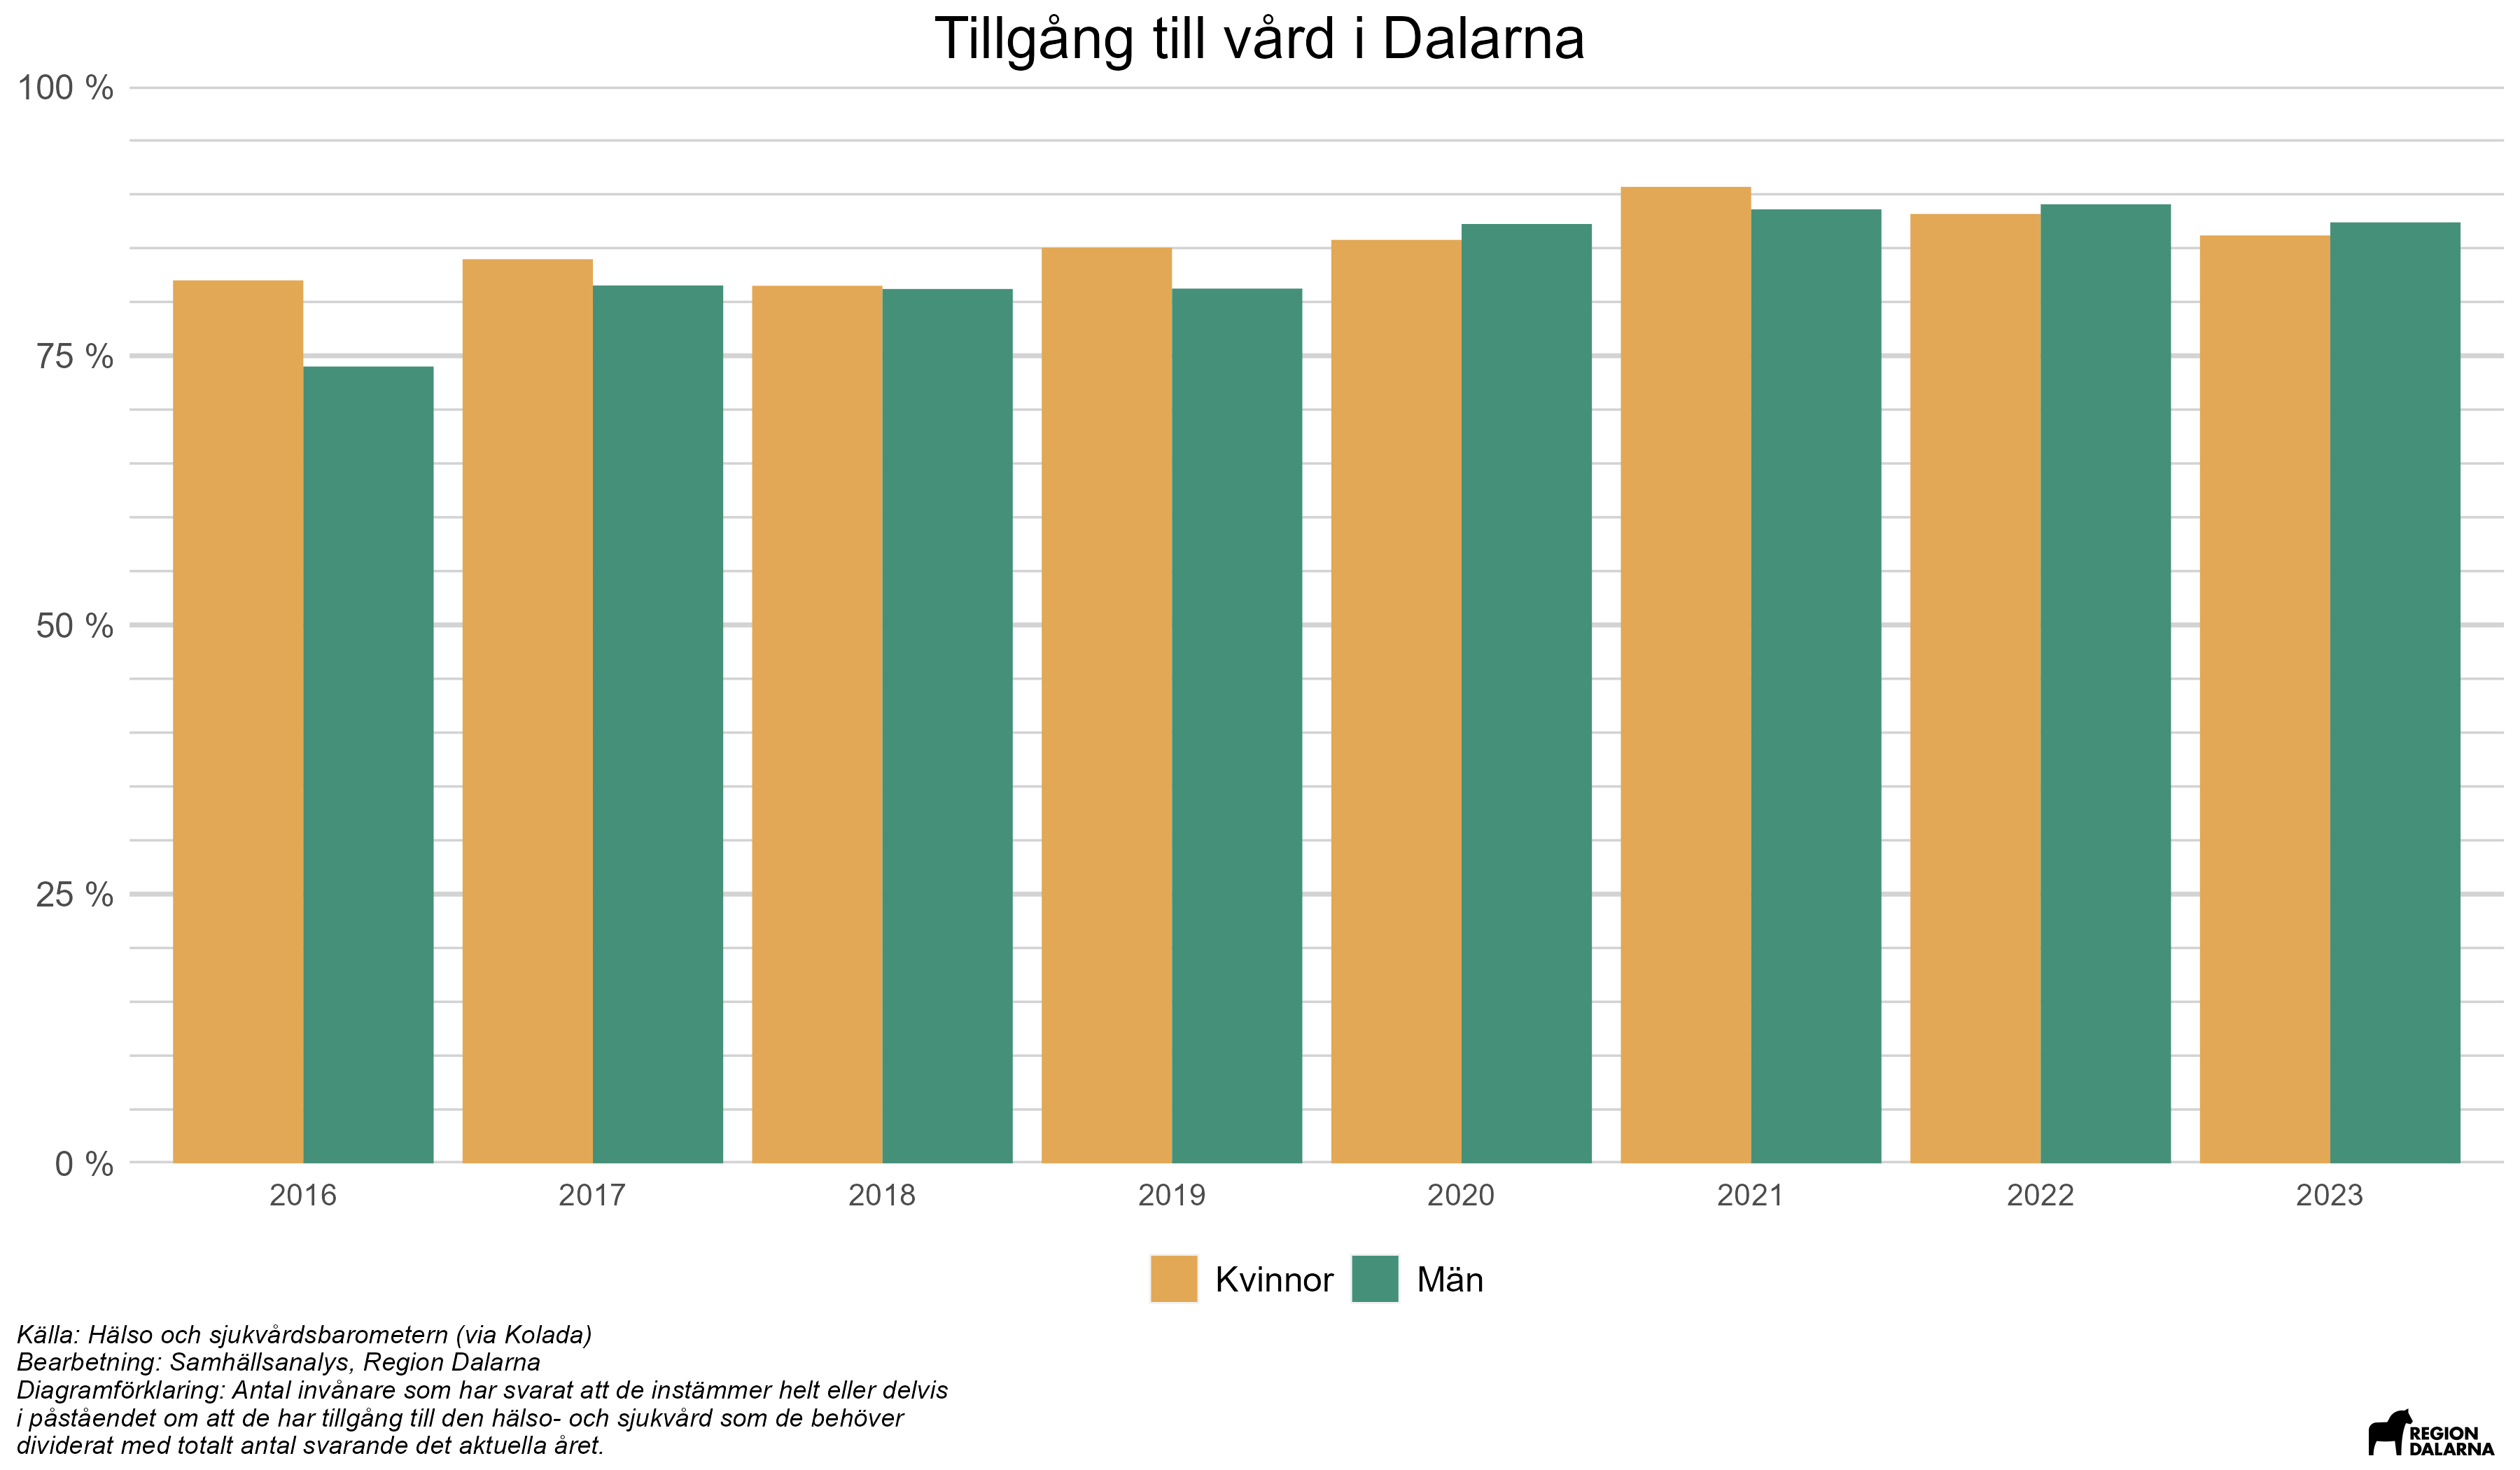 Tillgång till vård i Dalarna
100 %
75 %
50 %
25 %
0 %
2016 2017 2018 2019 2020 2021 2022 2023
Kvinnor Män
Källa: Hälso och sjukvårdsbarometern (via Kolada)
Bearbetning: Samhällsanalys, Region Dalarna
Diagramförklaring: Antal invånare som har svarat att de instämmer helt eller delvis
i påståendet om att de har tillgång till den hälso- och sjukvård som de behöver
dividerat med totalt antal svarande det aktuella året.
REGION
DALARNA